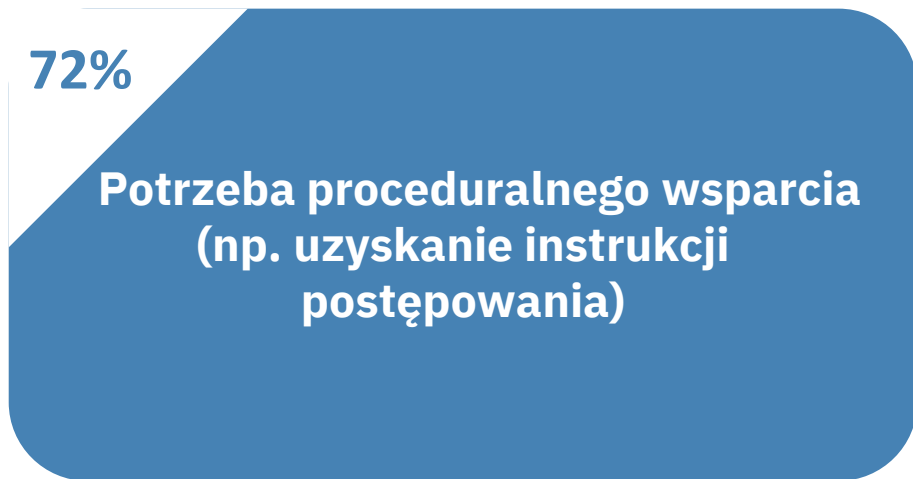 72%
Potrzeba proceduralnego wsparcia
(np. uzyskanie instrukcji
postępowania)